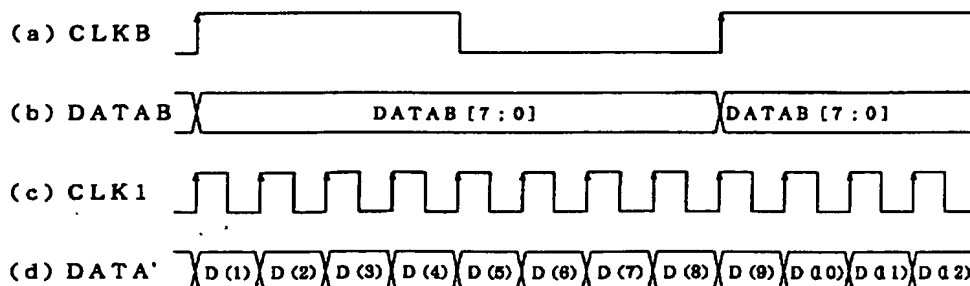 (a) CLKB
(b) DATAB DATAB [7:0] DATAB [7:0]
(c) CLK1
(d) DATA' D(1) D(2) D(3) D(4) D(5) D(6) D(7) D(8) D(9) D(10) D(11) D(12)